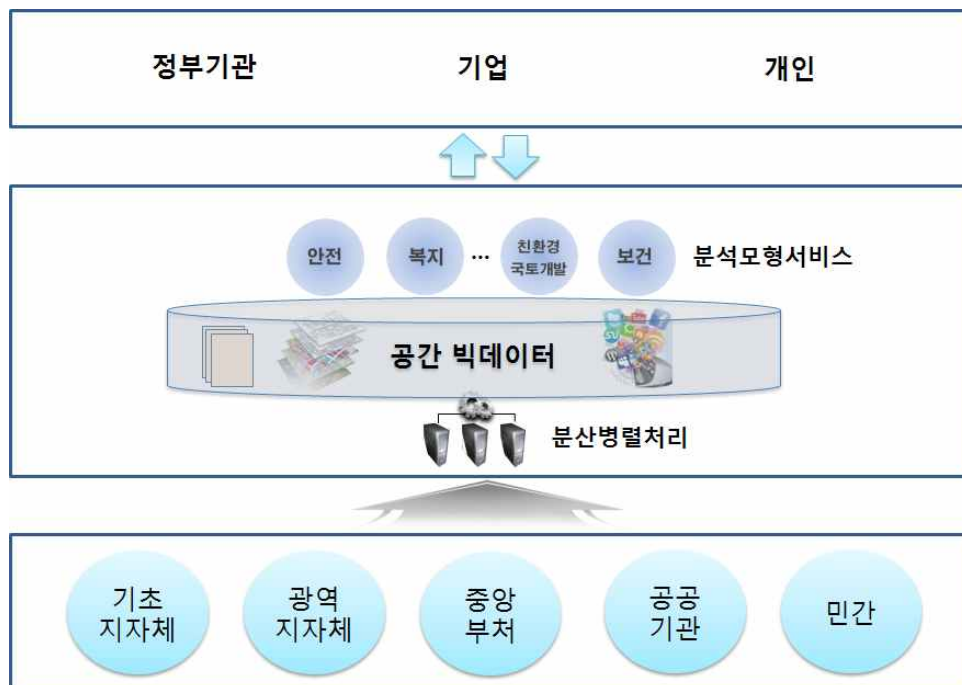 정부기관 기업 개인
안전 복지 ··· 친환경 국토개발 보건 분석모형서비스
공간 빅데이터
분산병렬처리
기초 지자체
광역 지자체
중앙 부처
공공 기관
민간